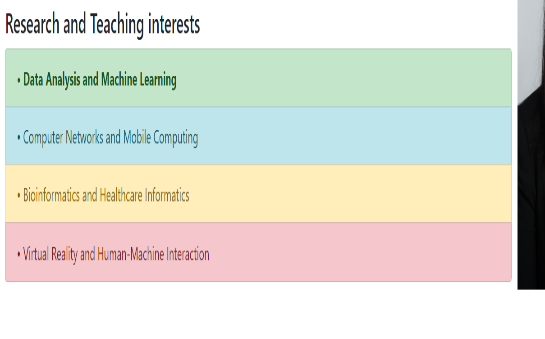 Research and Teaching interests
• Data Analysis and Machine Learning
• Computer Networks and Mobile Computing
• Bioinformatics and Healthcare Informatics
• Virtual Reality and Human-Machine Interaction